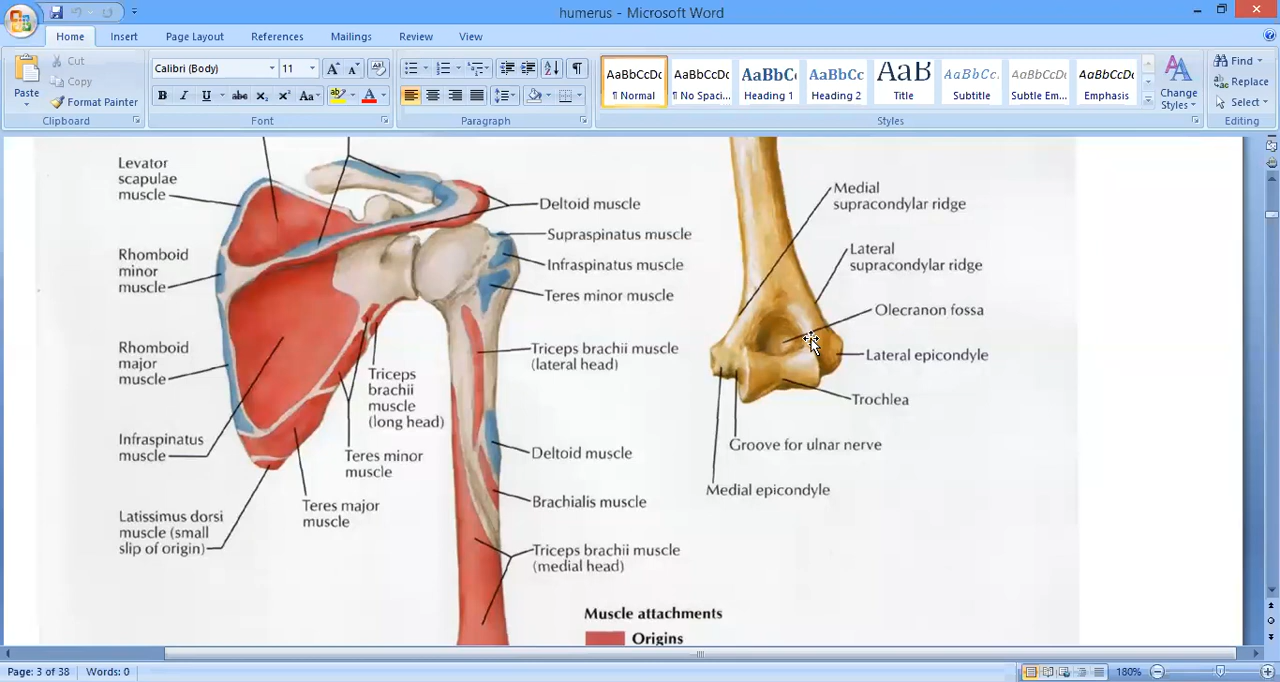 humerus - Microsoft Word
Home
Insert
Page Layout
References
Mailings
Review
View
Paste
Cut
Copy
Format Painter
Clipboard
Calibri (Body)
11
Font
Paragraph
AaBbCcDc
¶ Normal
AaBbCcDc
¶ No Spaci...
AaBbC
Heading 1
AaBbCc
Heading 2
AaB
Title
AaBbCc.
Subtitle
AaBbCcDc
Subtle Em...
AaBbCcDc
Emphasis
Change
Styles
Styles
Find
Replace
Select
Editing
Levator
scapulae
muscle
Rhomboid
minor
muscle
Rhomboid
major
muscle
Infraspinatus
muscle
Latissimus dorsi
muscle (small
slip of origin)
Teres major
muscle
Teres minor
muscle
Triceps
brachii
muscle
(long head)
Deltoid muscle
Supraspinatus muscle
Infraspinatus muscle
Teres minor muscle
Triceps brachii muscle
(lateral head)
Deltoid muscle
Brachialis muscle
Triceps brachii muscle
(medial head)
Muscle attachments
Origins
Medial
supracondylar ridge
Lateral
supracondylar ridge
Olecranon fossa
Lateral epicondyle
Trochlea
Groove for ulnar nerve
Medial epicondyle
Page: 3 of 38
Words: 0
180%